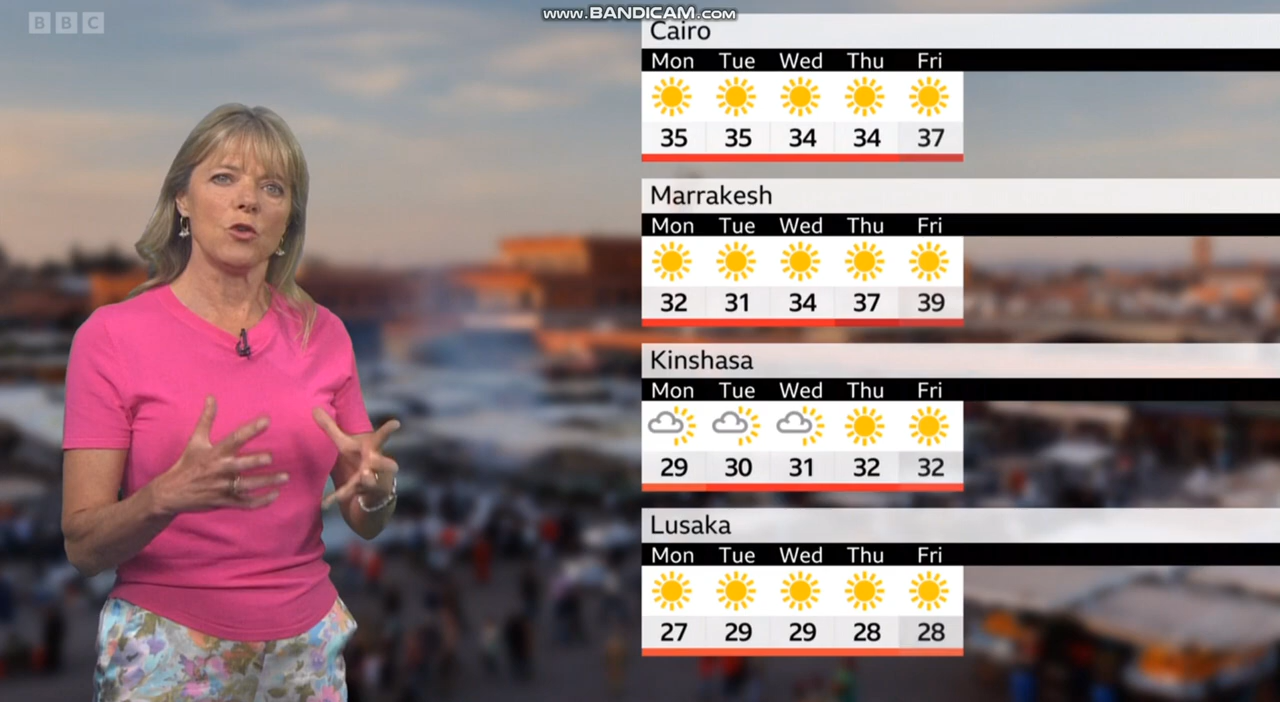 BBC
www.BANDICAM.com
Cairo
Mon Tue Wed Thu Fri
35 35 34 34 37
Marrakesh
Mon Tue Wed Thu Fri
32 31 34 37 39
Kinshasa
Mon Tue Wed Thu Fri
29 30 31 32 32
Lusaka
Mon Tue Wed Thu Fri
27 29 29 28 28